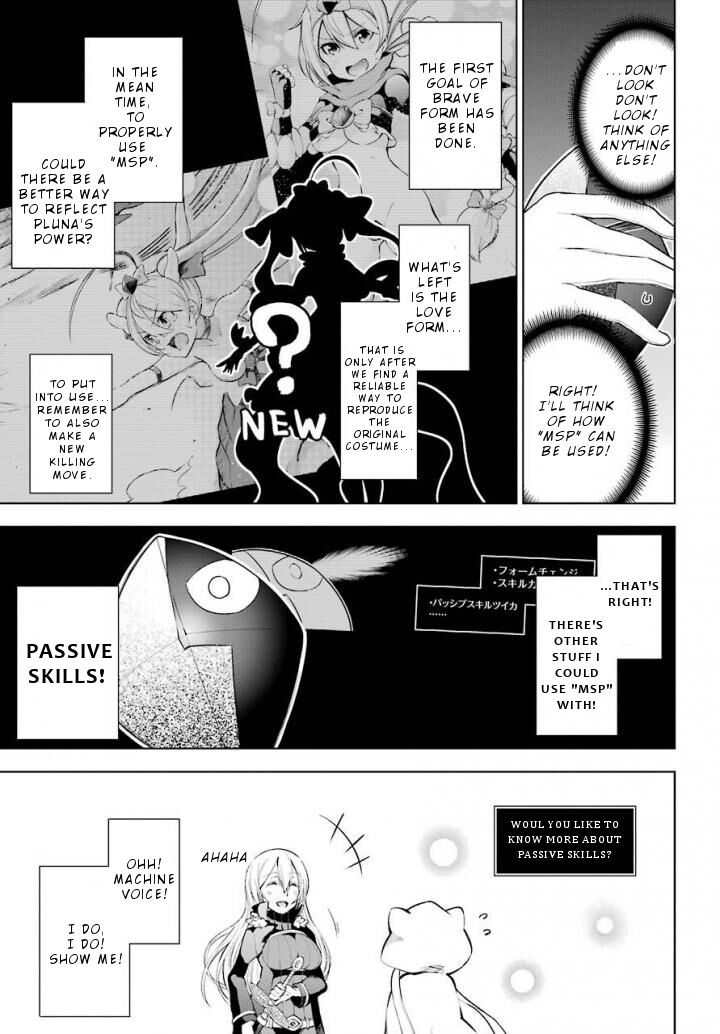 ...DON'T
LOOK
DON'T
LOOK!
THINK OF
ANYTHING
ELSE!
RIGHT!
I'LL THINK
OF HOW
"MSP" CAN
BE USED!
THE FIRST
GOAL OF
BRAVE
FORM HAS
BEEN
DONE.
WHAT'S
LEFT
IS THE
LOVE
FORM...
THAT IS
ONLY AFTER
WE FIND A
RELIABLE
WAY TO
REPRODUCE
THE
ORIGINAL
COSTUME...
?
NEW
IN THE
MEAN
TIME,
TO
PROPERLY
USE
"MSP".
COULD
THERE BE A
BETTER WAY
TO REFLECT
PLUNA'S
POWER?
TO PUT
INTO USE...
REMEMBER
TO ALSO
MAKE A
NEW
KILLING
MOVE.
...THAT'S
RIGHT!
THERE'S
OTHER
STUFF I
COULD
USE "MSP"
WITH!
・フォームチェンジ
・スキルカ
・パッシブスキルツイカ
......
PASSIVE
SKILLS!
WOUL YOU LIKE TO
KNOW MORE ABOUT
PASSIVE SKILLS?
AHAHA
OHH!
MACHINE
VOICE!
I DO,
I DO!
SHOW ME!